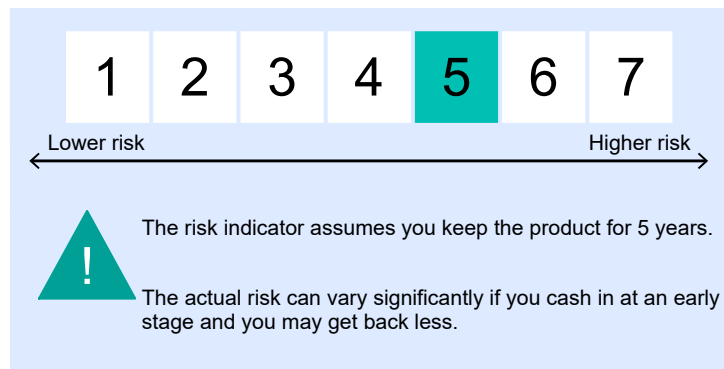 1 2 3 4 5 6 7
Lower risk Higher risk
The risk indicator assumes you keep the product for 5 years.
!
The actual risk can vary significantly if you cash in at an early
stage and you may get back less.